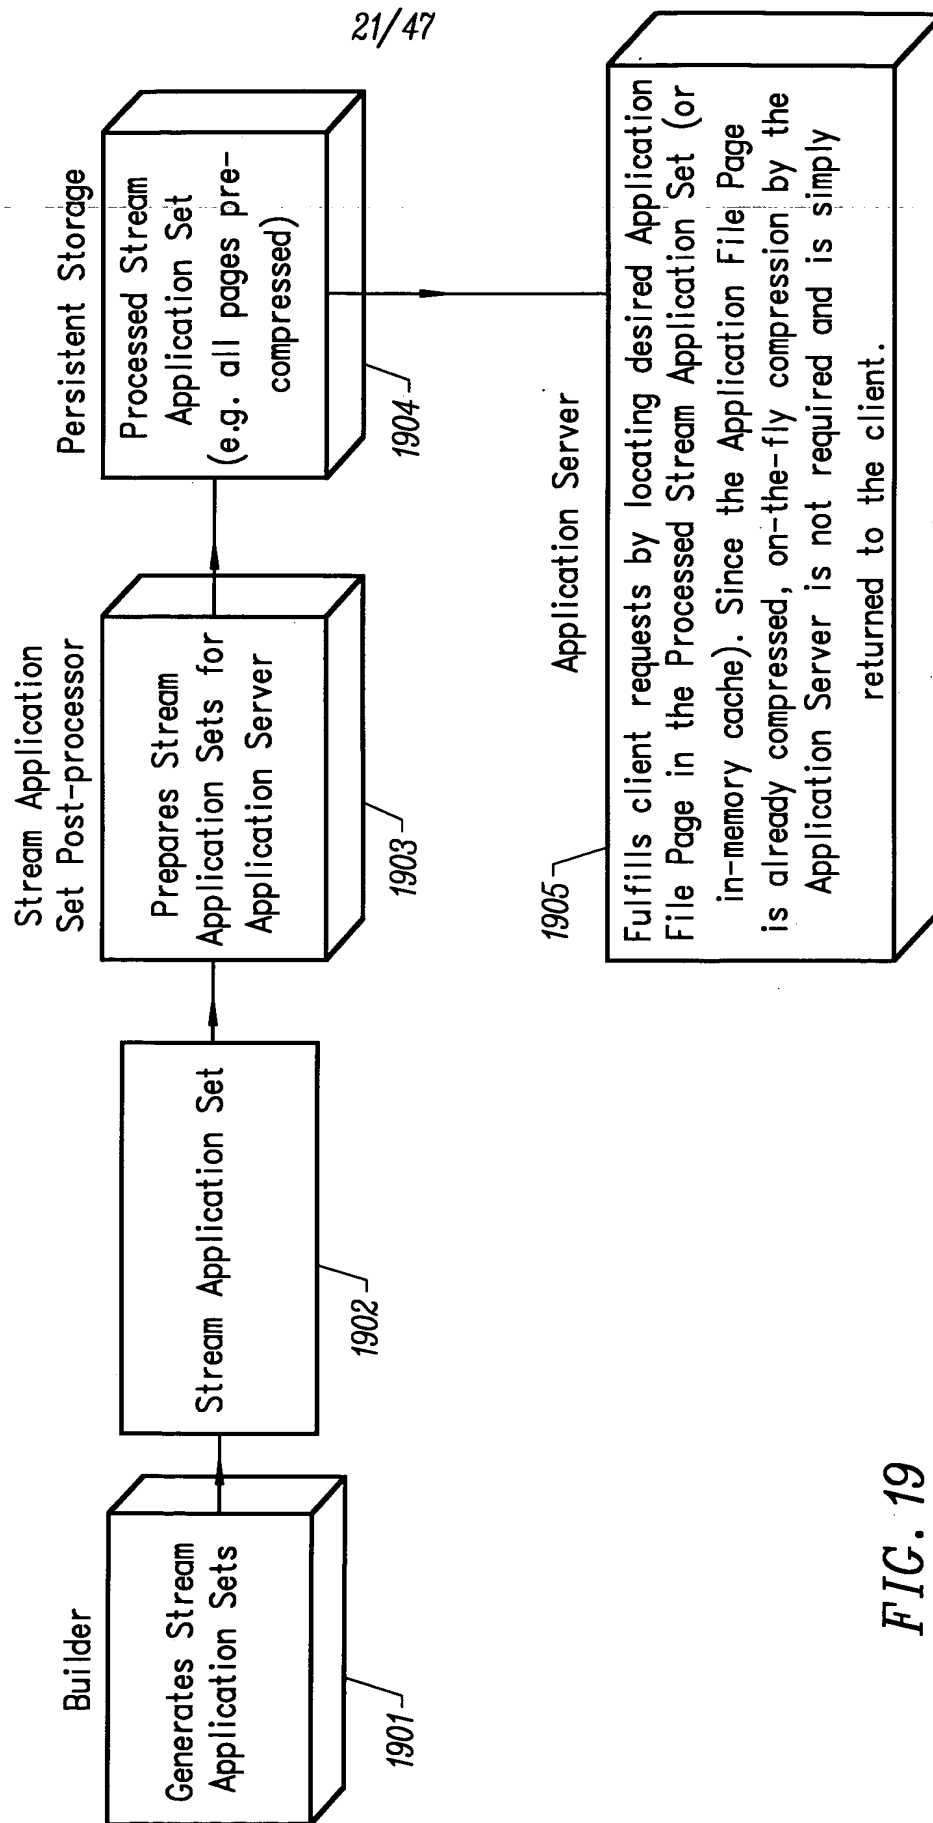 21/47
Builder
Generates Stream
Application Sets
1901
Stream Application Set
1902
Stream Application
Set Post-processor
Prepares Stream
Application Sets for
Application Server
1903
Persistent Storage
Processed Stream
Application Set
(e.g. all pages pre-
compressed)
1904
Application Server
1905
Fulfills client requests by locating desired Application
File Page in the Processed Stream Application Set (or
in-memory cache). Since the Application File Page
is already compressed, on-the-fly compression by the
Application Server is not required and is simply
returned to the client.
FIG. 19